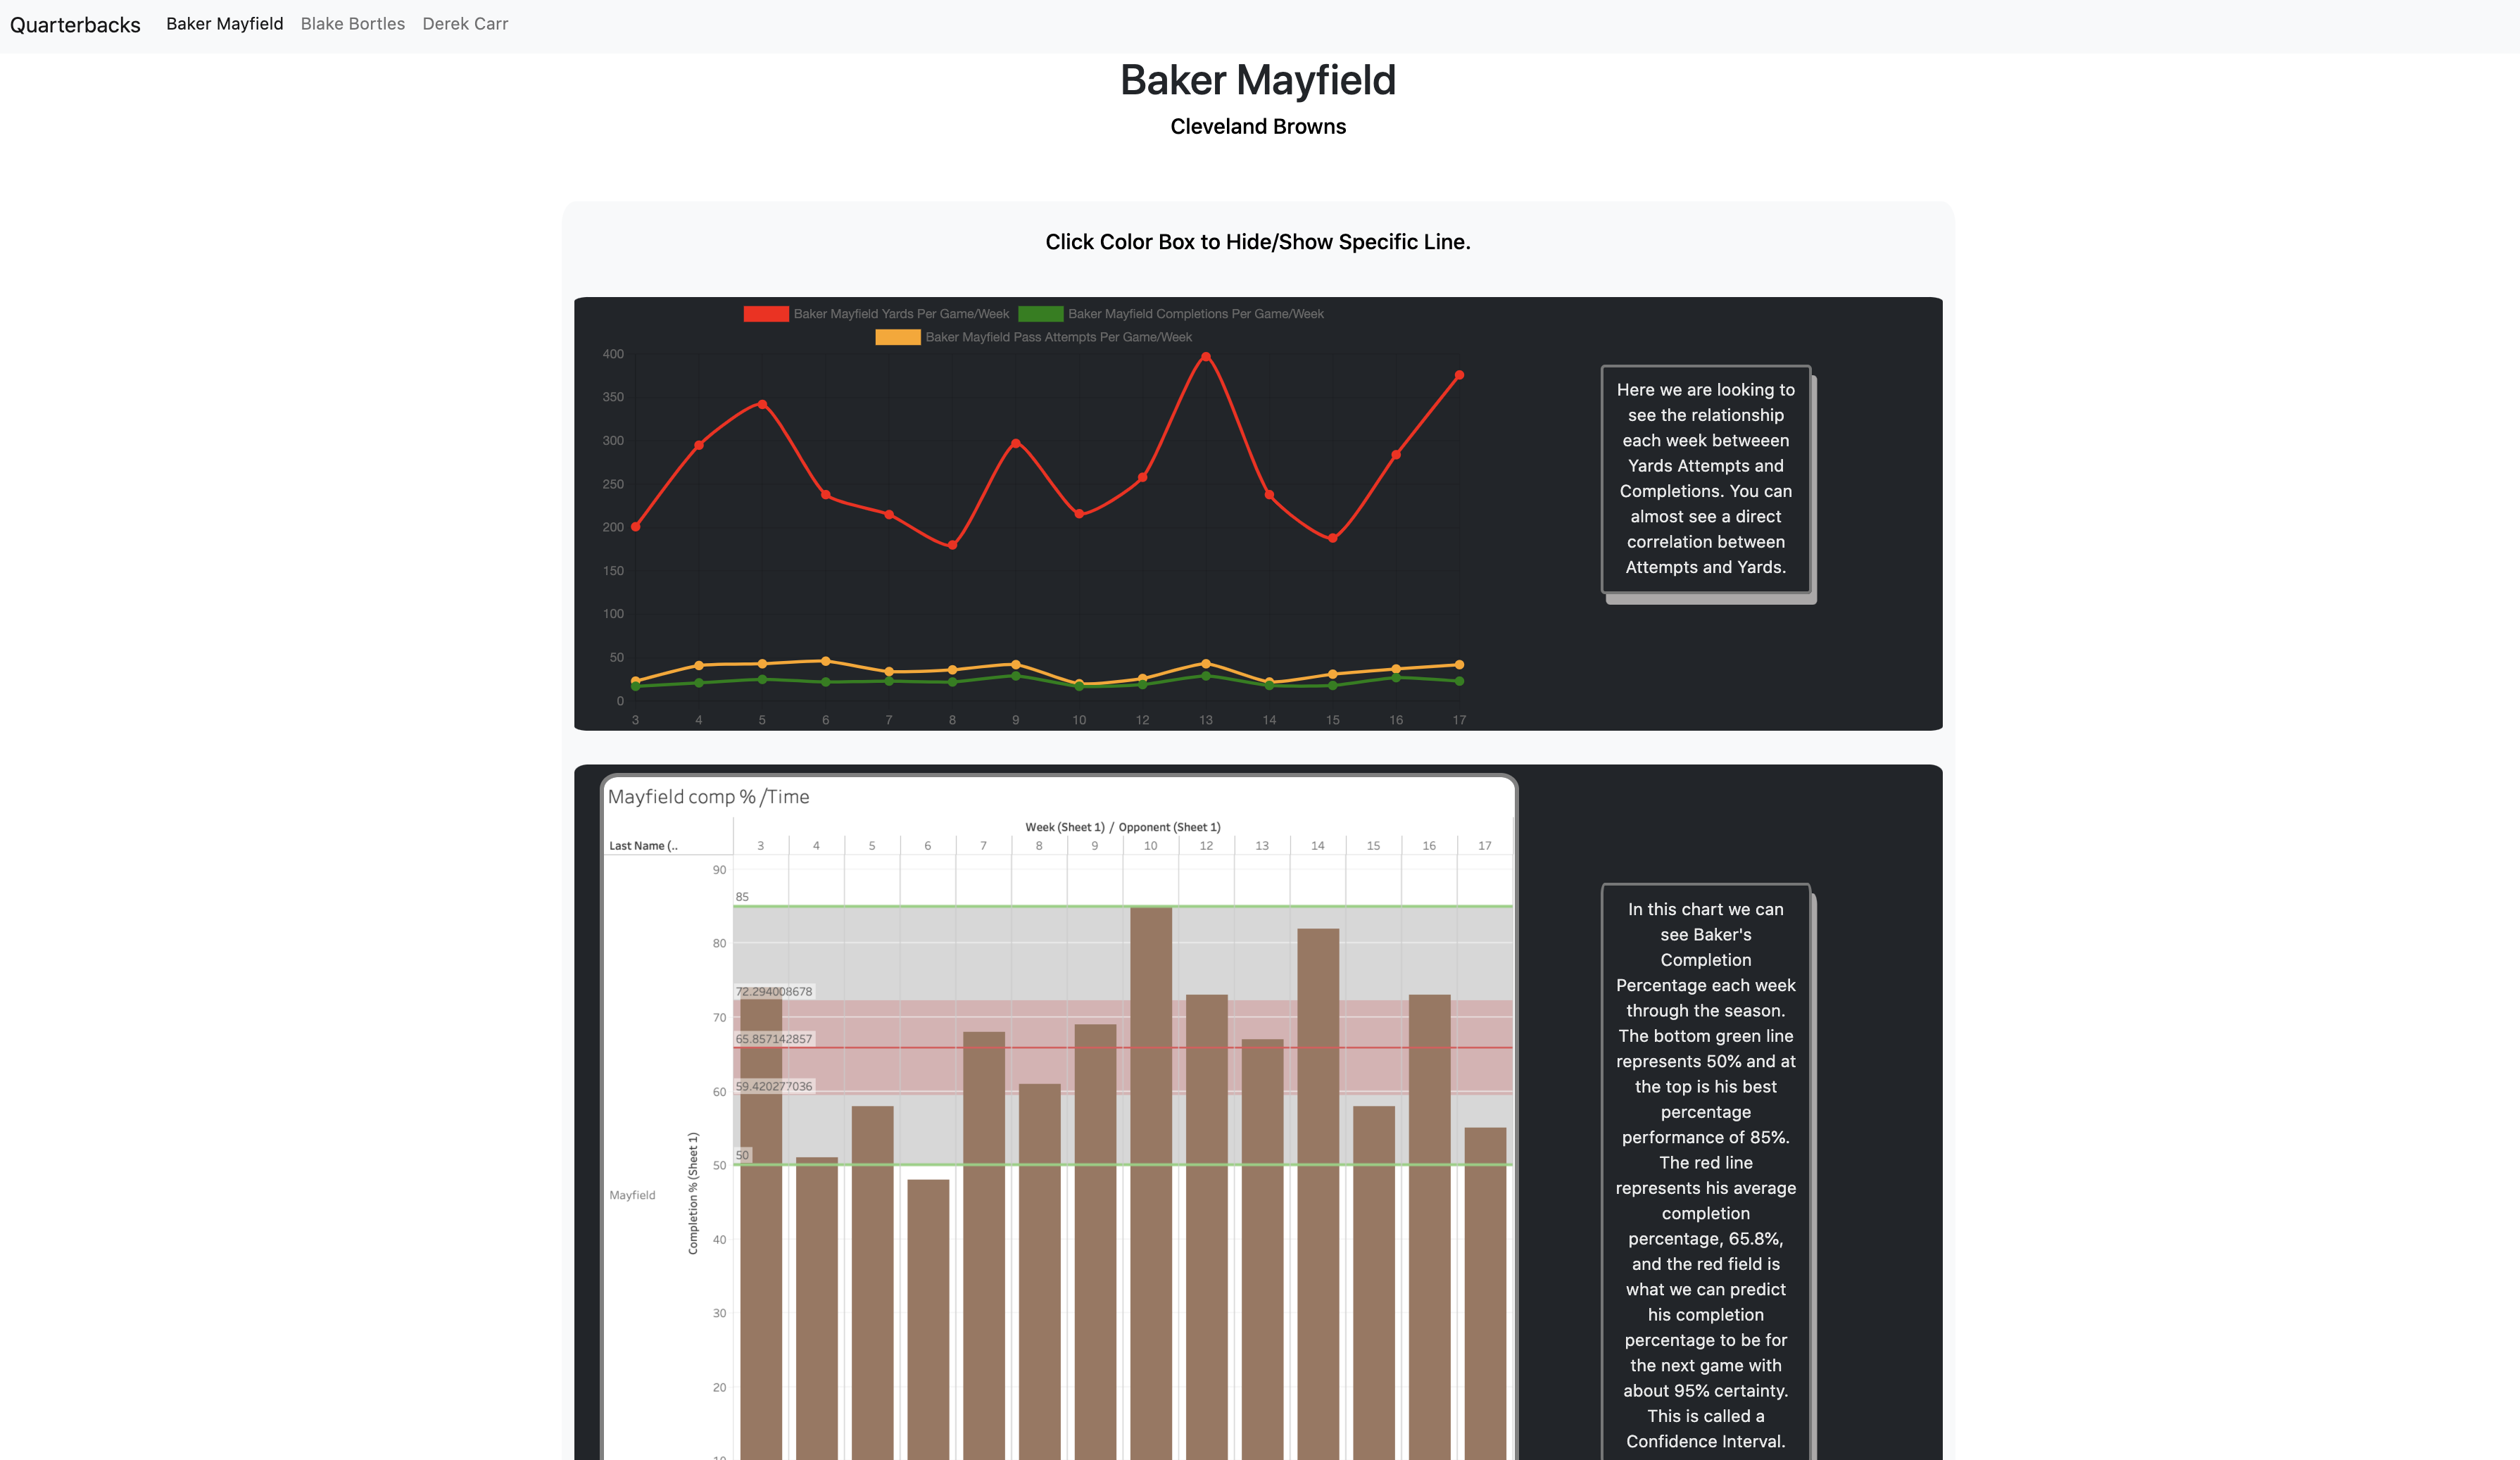 Quarterbacks Baker Mayfield Blake Bortles Derek Carr
Baker Mayfield
Cleveland Browns
Click Color Box to Hide/Show Specific Line.
Baker Mayfield Yards Per Game/Week Baker Mayfield Completions Per Game/Week
Baker Mayfield Pass Attempts Per Game/Week
400
350
300
250
200
150
100
50
0
3 4 5 6 7 8 9 10 12 13 14 15 16 17
Here we are looking to
see the relationship
each week betweeen
Yards Attempts and
Completions. You can
almost see a direct
correlation between
Attempts and Yards.
Mayfield comp % /Time
Week (Sheet 1) / Opponent (Sheet 1)
Last Name (.. 3 4 5 6 7 8 9 10 12 13 14 15 16 17
Mayfield
Completion % (Sheet 1)
90
80
70
60
50
40
30
20
10
85
72.294008678
65.857142857
59.420277036
50
In this chart we can
see Baker's
Completion
Percentage each week
through the season.
The bottom green line
represents 50% and at
the top is his best
percentage
performance of 85%.
The red line
represents his average
completion
percentage, 65.8%,
and the red field is
what we can predict
his completion
percentage to be for
the next game with
about 95% certainty.
This is called a
Confidence Interval.